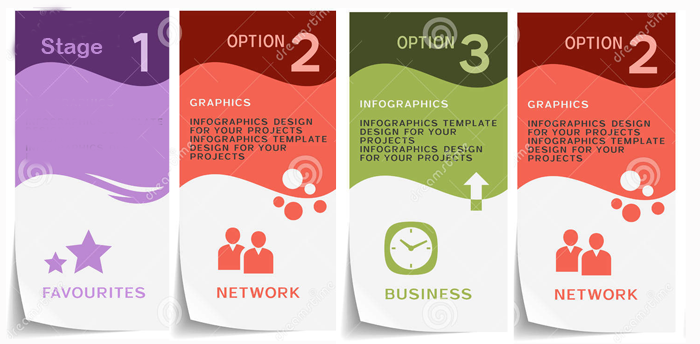 Stage 1
FAVOURITES
OPTION 2
GRAPHICS
INFOGRAPHICS DESIGN
FOR YOUR PROJECTS
INFOGRAPHICS TEMPLATE
DESIGN FOR YOUR
PROJECTS
NETWORK
OPTION 3
INFOGRAPHICS
INFOGRAPHICS TEMPLATE
DESIGN FOR YOUR
PROJECTS
INFOGRAPHICS DESIGN
FOR YOUR PROJECTS
BUSINESS
OPTION 2
GRAPHICS
INFOGRAPHICS DESIGN
FOR YOUR PROJECTS
INFOGRAPHICS TEMPLATE
DESIGN FOR YOUR
PROJECTS
NETWORK